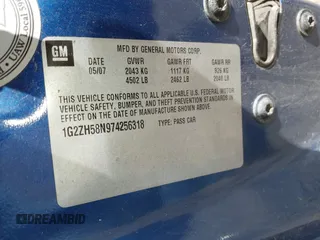 GM
MFD BY GENERAL MOTORS CORP.
DATE GVWR GAWR FRT GAWR RR
05/07 2043 KG 1117 KG 926 KG
4502 LB 2462 LB 2040 LB
THIS VEHICLE CONFORMS TO ALL APPLICABLE U.S. FEDERAL MOTOR
VEHICLE SAFETY, BUMPER, AND THEFT PREVENTION STANDARDS IN
EFFECT ON THE DATE OF MANUFACTURE SHOWN ABOVE.
1G2ZH58N974256318 TYPE: PASS CAR
UAW
DREAMBID